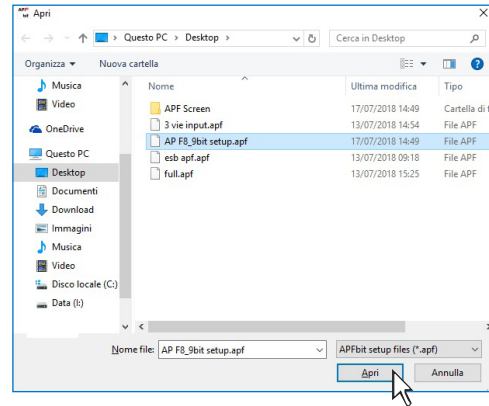 APF bit Apri
Questo PC > Desktop >
Cerca in Desktop
Organizza Nuova cartella
Musica
Video
OneDrive
Questo PC
Desktop
Documenti
Download
Immagini
Musica
Video
Disco locale (C:)
Data (I:)
Nome Ultima modifica Tipo
APF Screen 17/07/2018 14:49 Cartella di f
3 vie input.apf 13/07/2018 14:54 File APF
AP F8_9bit setup.apf 17/07/2018 14:49 File APF
esb apf.apf 13/07/2018 09:18 File APF
full.apf 13/07/2018 15:25 File APF
Nome file: AP F8_9bit setup.apf APFbit setup files (*.apf)
Apri Annulla